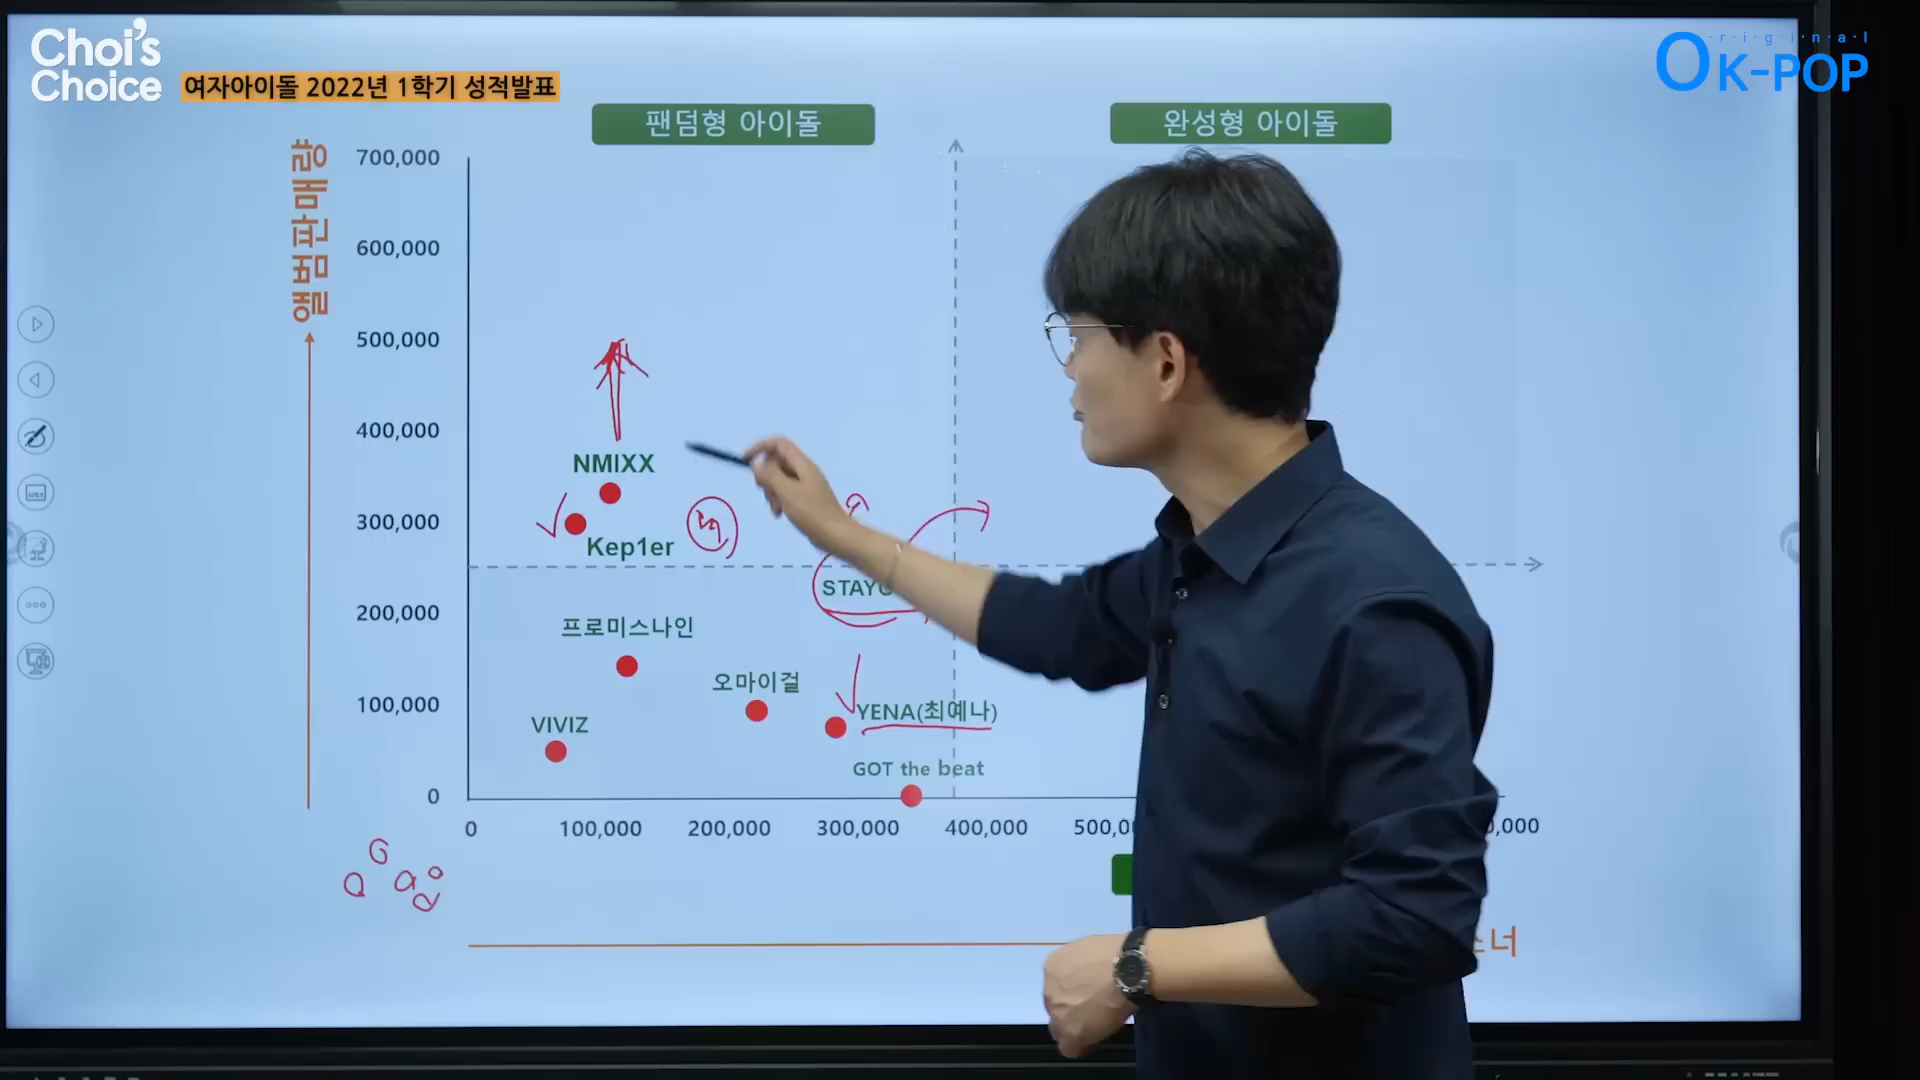 Choi's
Choice
여자아이돌 2022년 1학기 성적발표
Original
K-POP
팬덤형 아이돌
완성형 아이돌
앨범판매량
700,000
600,000
500,000
400,000
300,000
200,000
100,000
0
NMIXX
Kep1er
STAYC
프로미스나인
오마이걸
YENA(최예나)
VIVIZ
GOT the beat
0
100,000
200,000
300,000
400,000